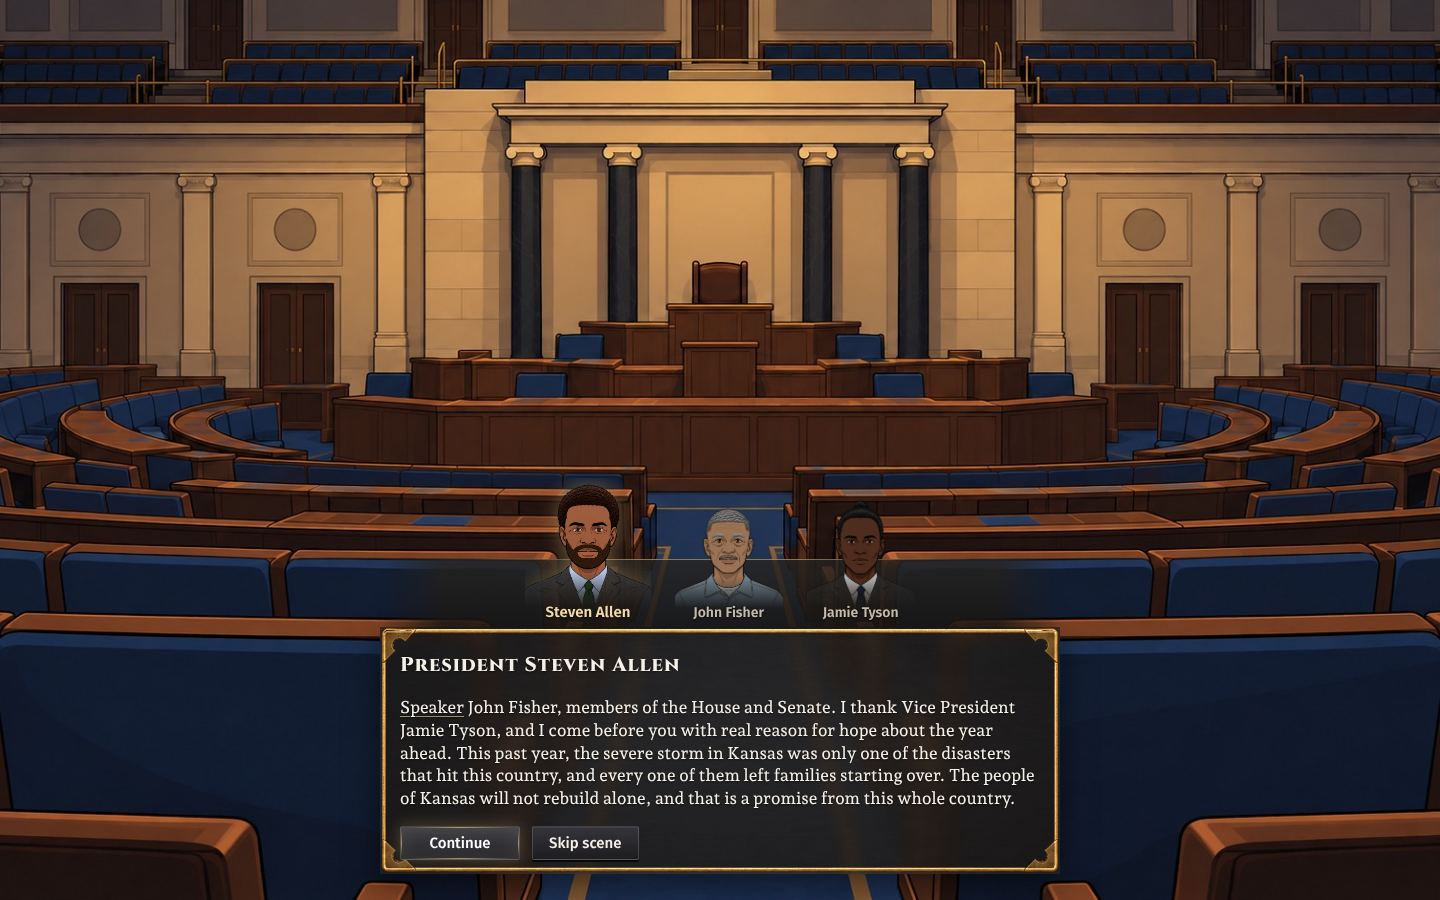 Steven Allen
John Fisher
Jamie Tyson
President Steven Allen
Speaker John Fisher, members of the House and Senate. I thank Vice President
Jamie Tyson, and I come before you with real reason for hope about the year
ahead. This past year, the severe storm in Kansas was only one of the disasters
that hit this country, and every one of them left families starting over. The people
of Kansas will not rebuild alone, and that is a promise from this whole country.
Continue
Skip scene